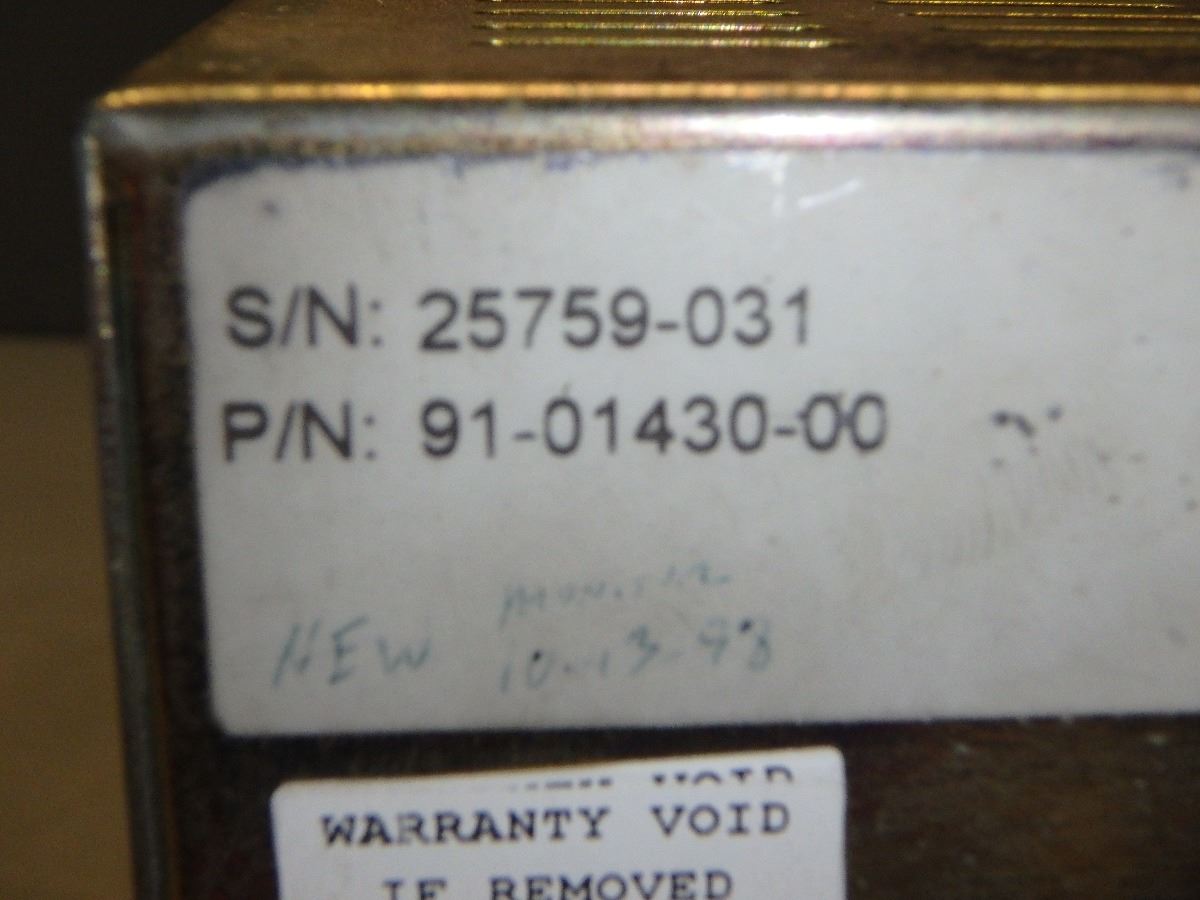 S/N: 25759-031
P/N: 91-01430-00
NEW 10-13-98
WARRANTY VOID
IF REMOVED